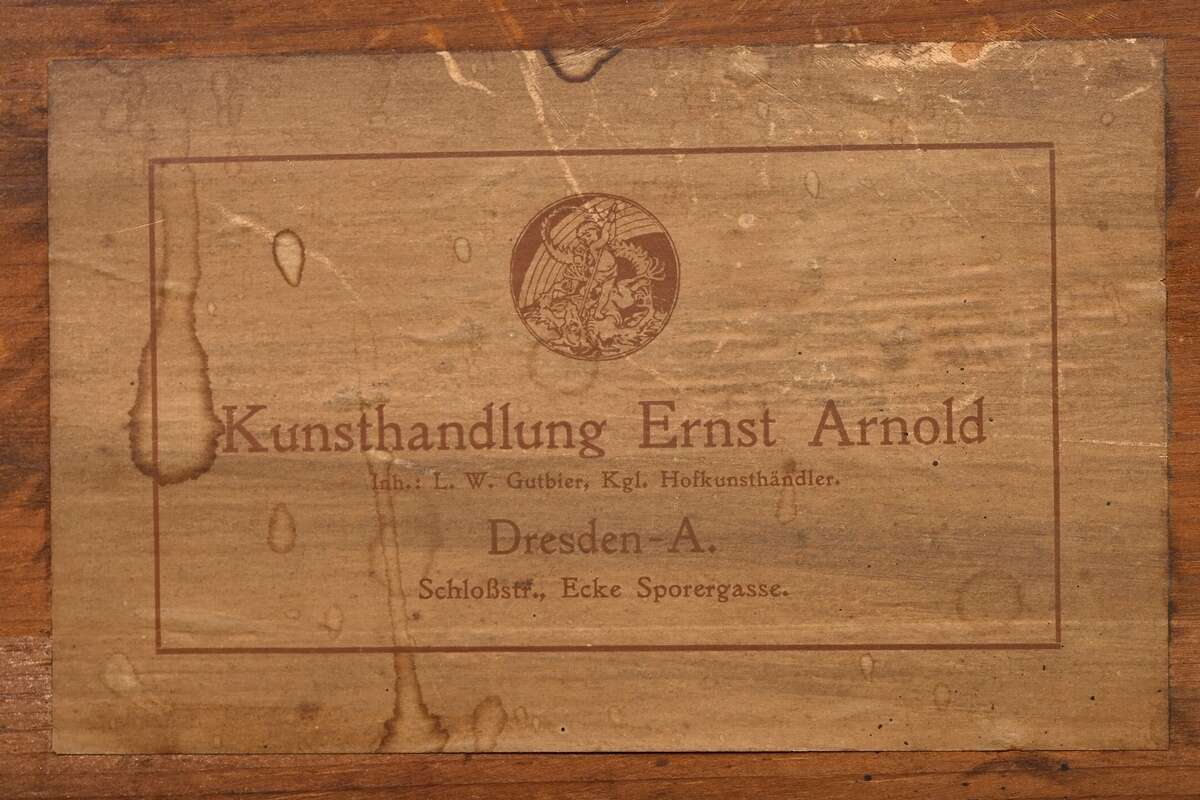 Kunsthandlung Ernst Arnold
Inh.: L. W. Gutbier, Kgl. Hofkunsthändler.
Dresden-A.
Schloßstr., Ecke Sporergasse.